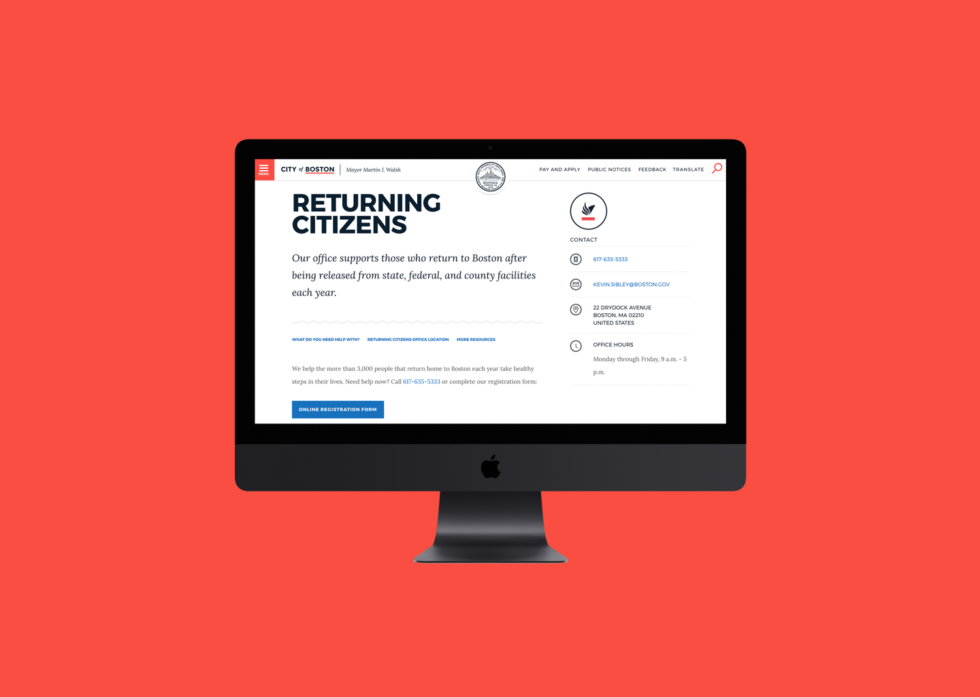 MENU
CITY of BOSTON
Mayor Martin J. Walsh
PAY AND APPLY
PUBLIC NOTICES
FEEDBACK
TRANSLATE
RETURNING
CITIZENS
Our office supports those who return to Boston after
being released from state, federal, and county facilities
each year.
WHAT DO YOU NEED HELP WITH?
RETURNING CITIZENS OFFICE LOCATION
MORE RESOURCES
We help the more than 3,000 people that return home to Boston each year take healthy
steps in their lives. Need help now? Call 617-635-5333 or complete our registration form:
ONLINE REGISTRATION FORM
CONTACT
617-635-5333
KEVIN.SIBLEY@BOSTON.GOV
22 DRYDOCK AVENUE
BOSTON, MA 02210
UNITED STATES
OFFICE HOURS
Monday through Friday, 9 a.m. - 5
p.m.